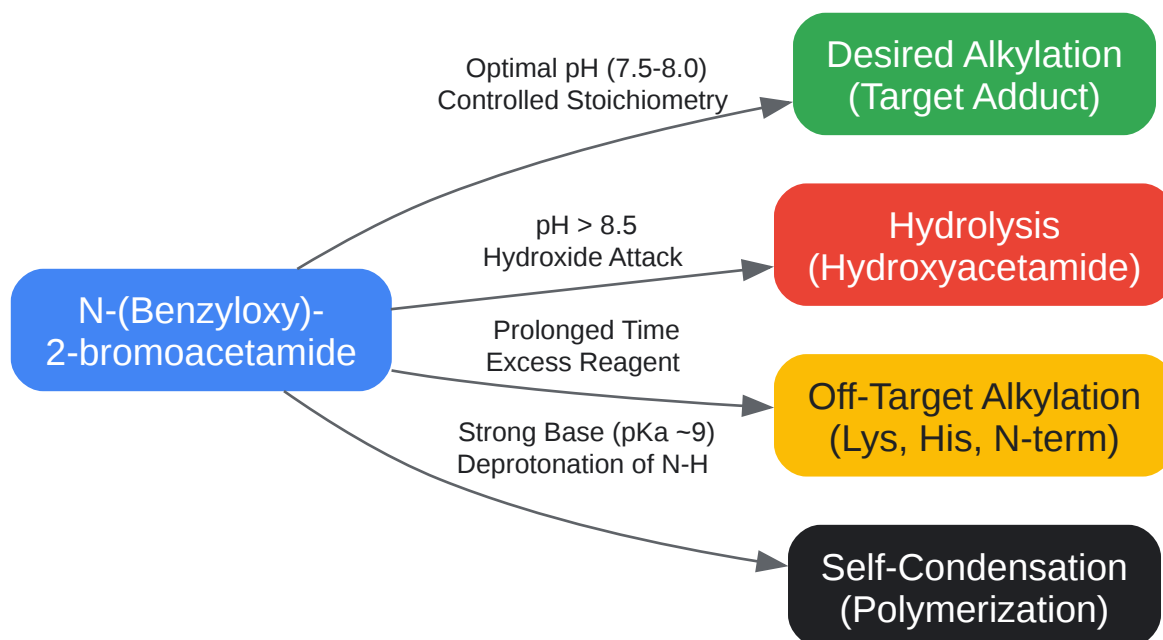 N-(Benzyloxy)-
2-bromoacetamide
Optimal pH (7.5-8.0)
Controlled Stoichiometry
Desired Alkylation
(Target Adduct)
pH > 8.5
Hydroxide Attack
Hydrolysis
(Hydroxyacetamide)
Prolonged Time
Excess Reagent
Off-Target Alkylation
(Lys, His, N-term)
Strong Base (pKa ~9)
Deprotonation of N-H
Self-Condensation
(Polymerization)